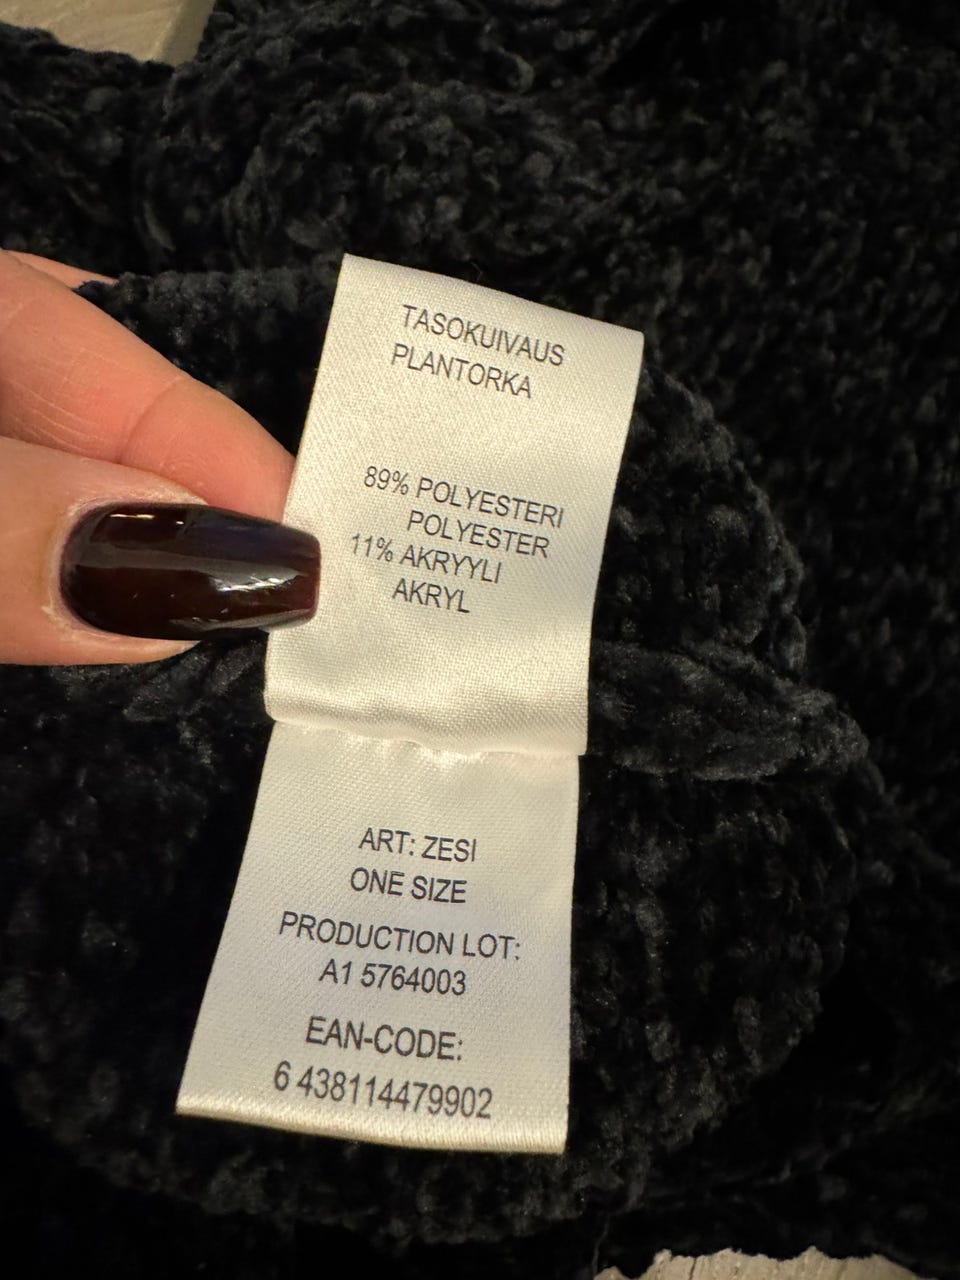 TASOKUIVAUS
PLANTORKA
89% POLYESTERI
POLYESTER
11% AKRYYLI
AKRYL
ART: ZESI
ONE SIZE
PRODUCTION LOT:
A1 5764003
EAN-CODE:
6 438114479902